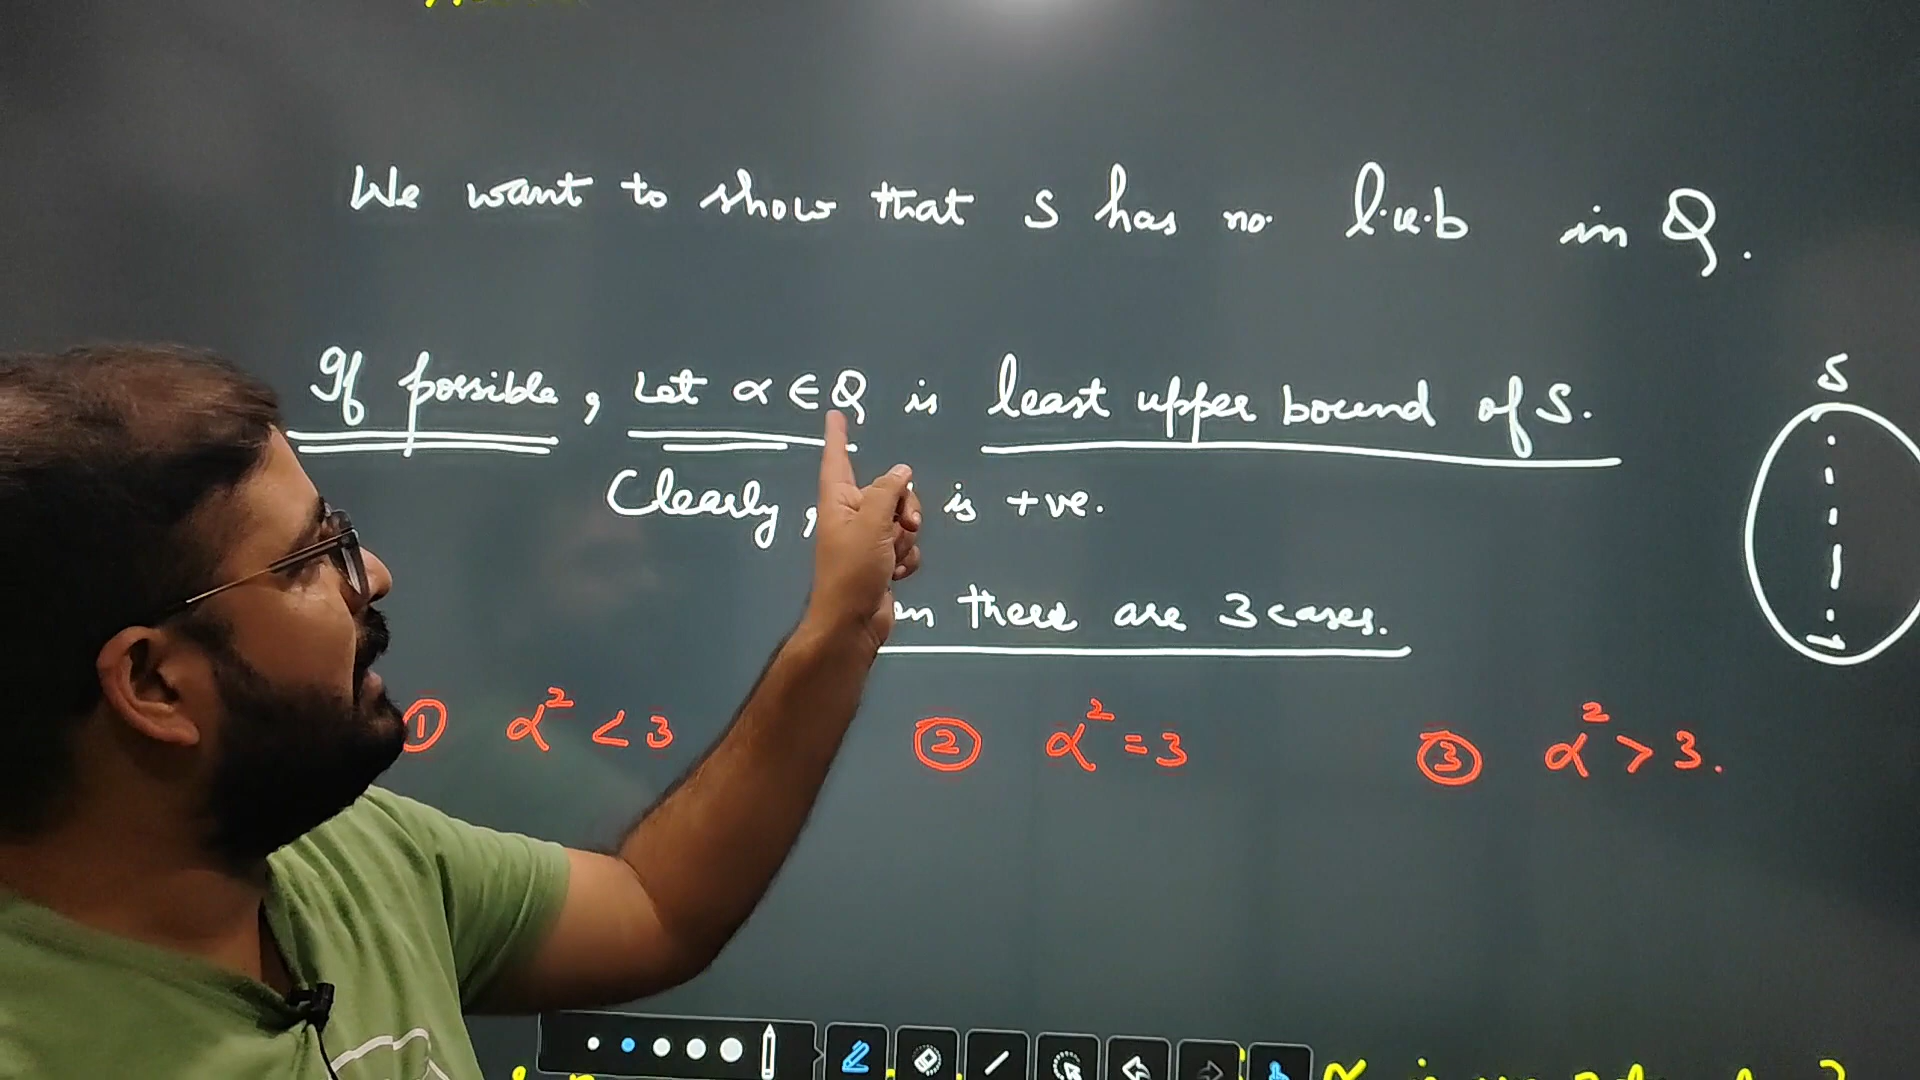 We want to show that S has no l.u.b in Q.
If possible, Let α ∈ Q is least upper bound of S.
S
Clearly, is +ve.
there are 3 cases.
① α² < 3 ② α² = 3 ③ α² > 3.